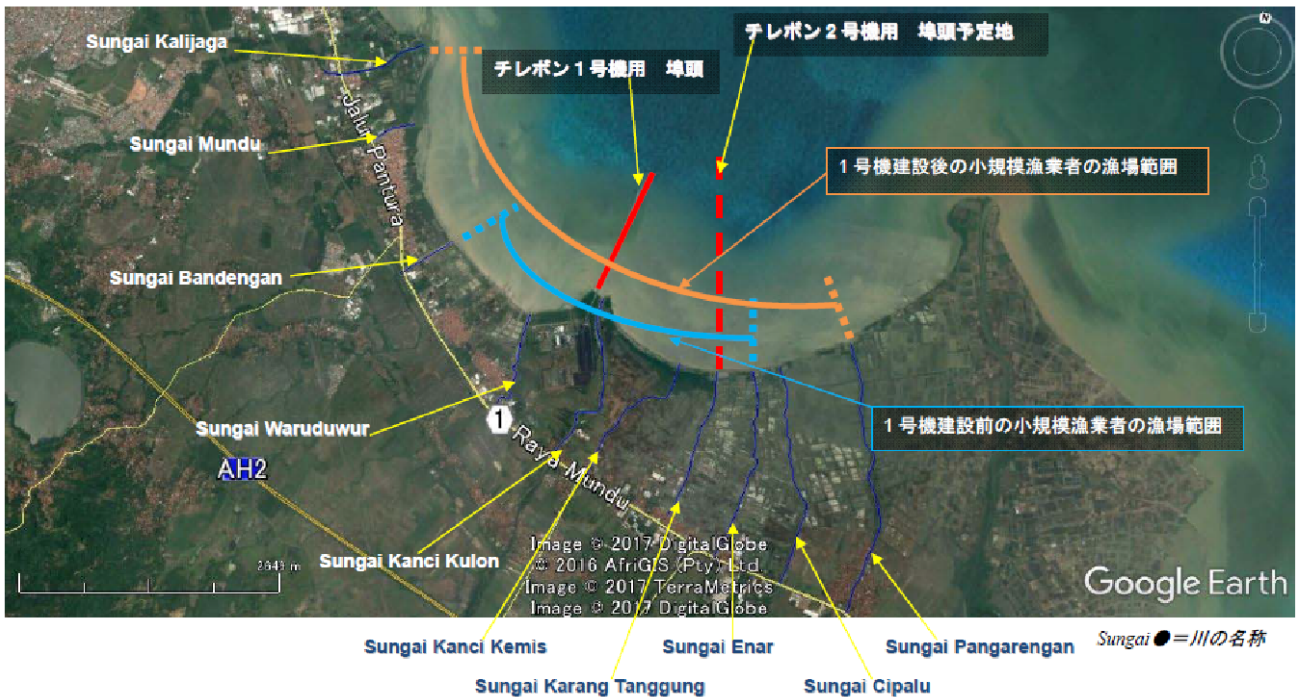 Sungai Kalijaga
チレボン1号機用 埠頭
チレボン2号機用 埠頭予定地
N
Jalur Pantura
Sungai Mundu
1号機建設後の小規模漁業者の漁場範囲
Sungai Bandengan
Sungai Waruduwur
1
1号機建設前の小規模漁業者の漁場範囲
AH2
Raya Mundu
Sungai Kanci Kulon
2643 m
Image © 2017 DigitalGlobe
© 2016 AfriGIS (Pty) Ltd.
Image © 2017 TerraMetrics
Image © 2017 DigitalGlobe
Google Earth
Sungai Kanci Kemis
Sungai Enar
Sungai Pangarengan
Sungai ●=川の名称
Sungai Karang Tanggung
Sungai Cipalu